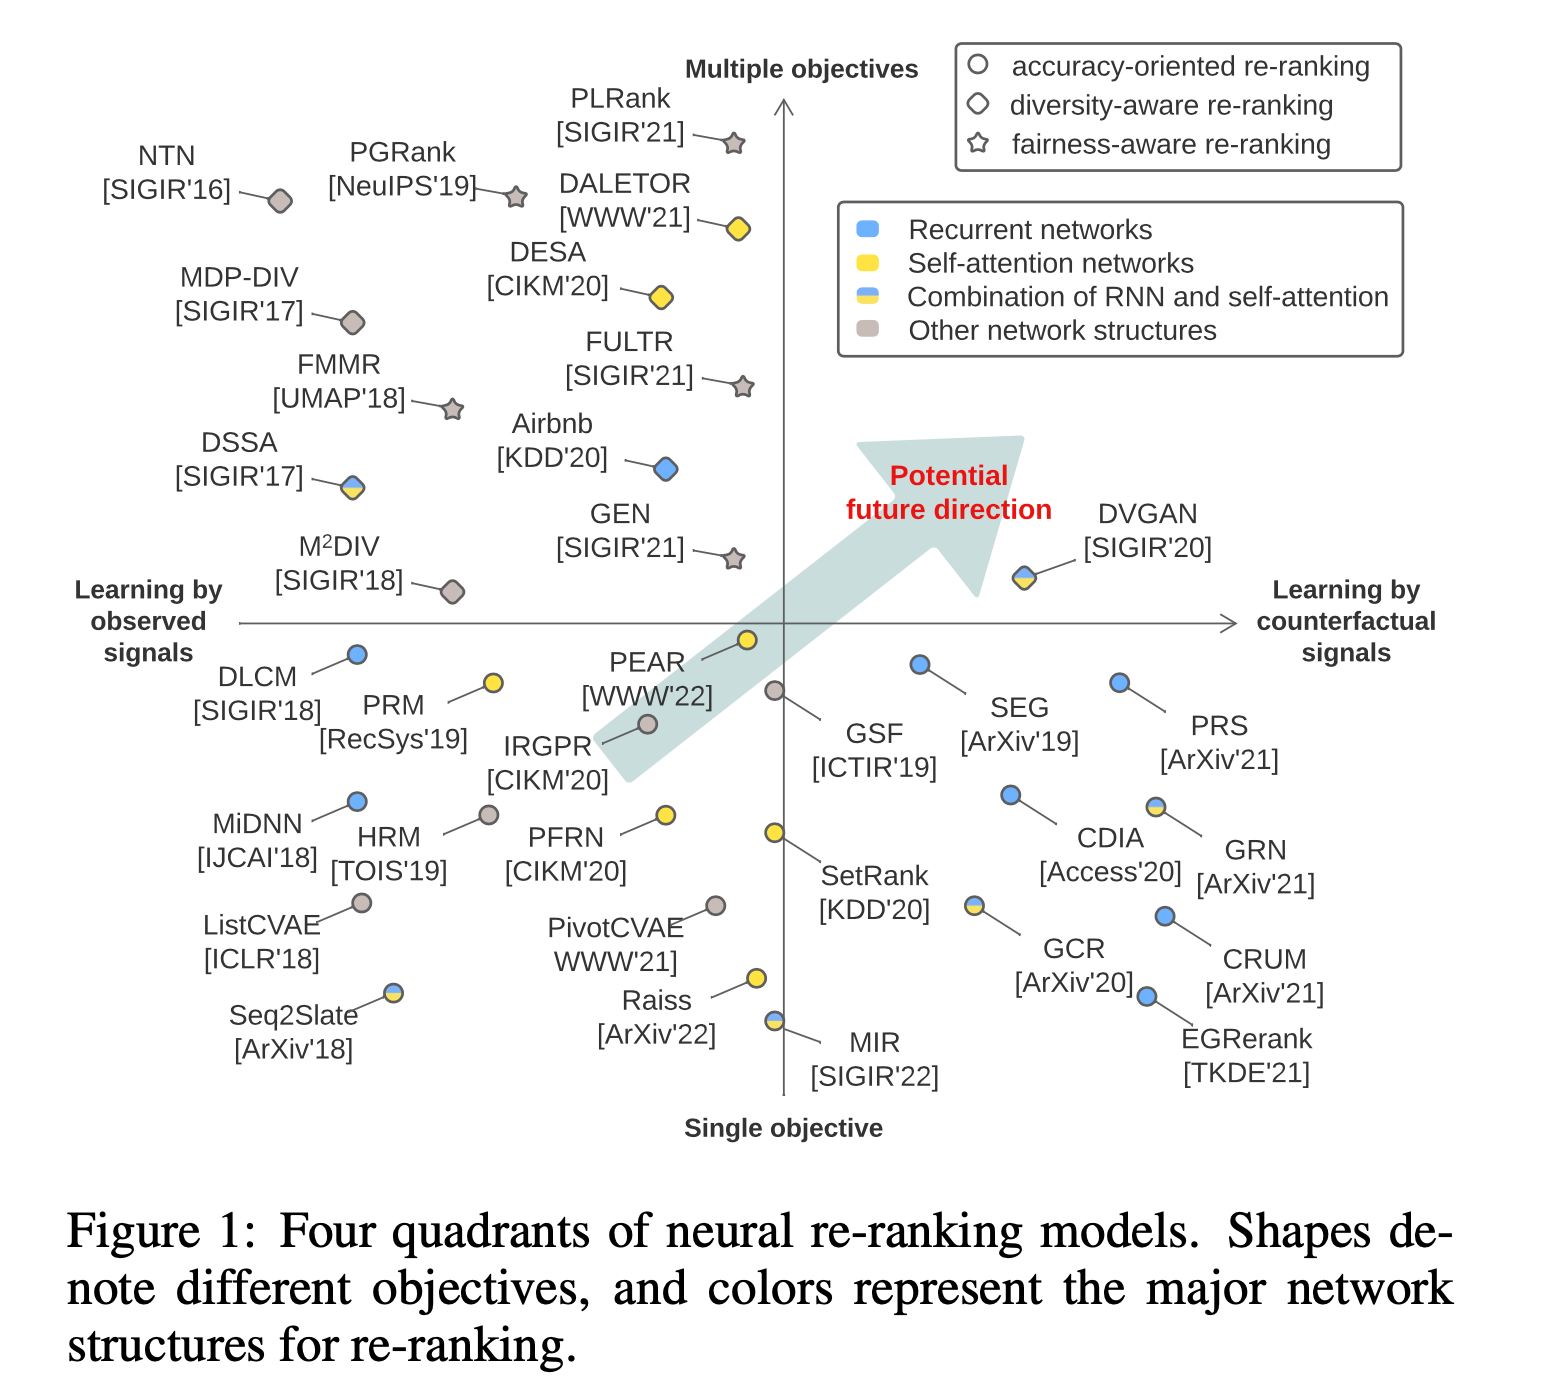 Multiple objectives
accuracy-oriented re-ranking
diversity-aware re-ranking
fairness-aware re-ranking
Recurrent networks
Self-attention networks
Combination of RNN and self-attention
Other network structures
PLRank
[SIGIR'21]
NTN
[SIGIR'16]
PGRank
[NeuIPS'19]
DALETOR
[WWW'21]
DESA
[CIKM'20]
MDP-DIV
[SIGIR'17]
FULTR
[SIGIR'21]
FMMR
[UMAP'18]
Airbnb
[KDD'20]
DSSA
[SIGIR'17]
GEN
[SIGIR'21]
M²DIV
[SIGIR'18]
Potential
future direction
DVGAN
[SIGIR'20]
Learning by
observed
signals
Learning by
counterfactual
signals
DLCM
[SIGIR'18]
PRM
[RecSys'19]
PEAR
[WWW'22]
IRGPR
[CIKM'20]
GSF
[ICTIR'19]
SEG
[ArXiv'19]
PRS
[ArXiv'21]
MiDNN
[IJCAI'18]
HRM
[TOIS'19]
PFRN
[CIKM'20]
SetRank
[KDD'20]
CDIA
[Access'20]
GRN
[ArXiv'21]
ListCVAE
[ICLR'18]
PivotCVAE
WWW'21]
GCR
[ArXiv'20]
CRUM
[ArXiv'21]
Seq2Slate
[ArXiv'18]
Raiss
[ArXiv'22]
MIR
[SIGIR'22]
EGRerank
[TKDE'21]
Single objective
Figure 1: Four quadrants of neural re-ranking models. Shapes de-
note different objectives, and colors represent the major network
structures for re-ranking.